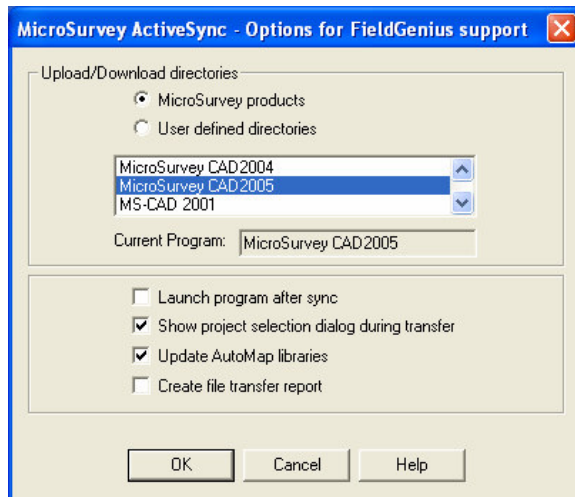 MicroSurvey ActiveSync - Options for FieldGenius support
Upload/Download directories
MicroSurvey products
User defined directories
MicroSurvey CAD2004
MicroSurvey CAD2005
MS-CAD 2001
Current Program: MicroSurvey CAD2005
Launch program after sync
Show project selection dialog during transfer
Update AutoMap libraries
Create file transfer report
OK Cancel Help